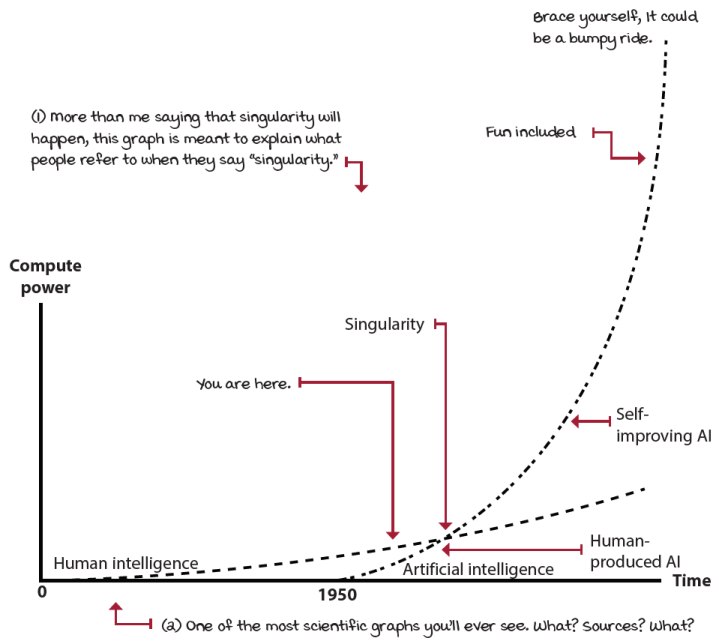 Brace yourself, It could
be a bumpy ride.
(1) More than me saying that singularity will
happen, this graph is meant to explain what
people refer to when they say “singularity.”
Fun included
Compute
power
Singularity
You are here.
Self-
improving AI
Human-
produced AI
Human intelligence
Artificial intelligence
Time
0
1950
(2) One of the most scientific graphs you'll ever see. What? Sources? What?